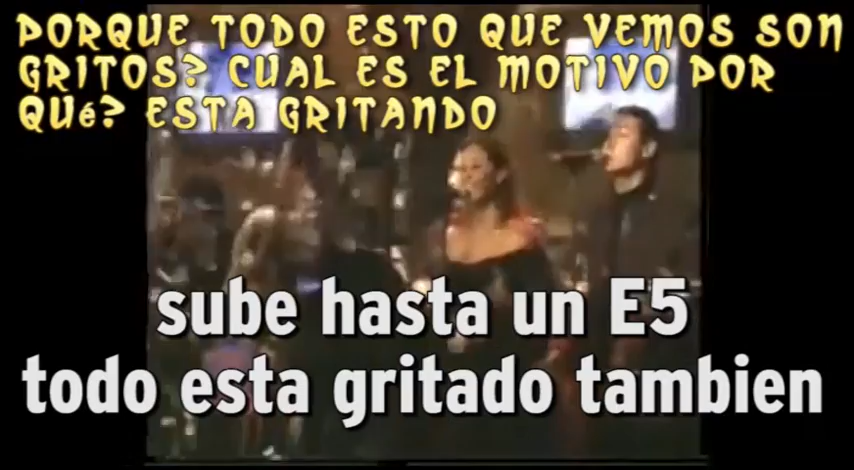 PORQUE TODO ESTO QUE VEMOS SON
GRITOS? CUAL ES EL MOTIVO POR
QUé? ESTA GRITANDO
sube hasta un E5
todo esta gritado tambien